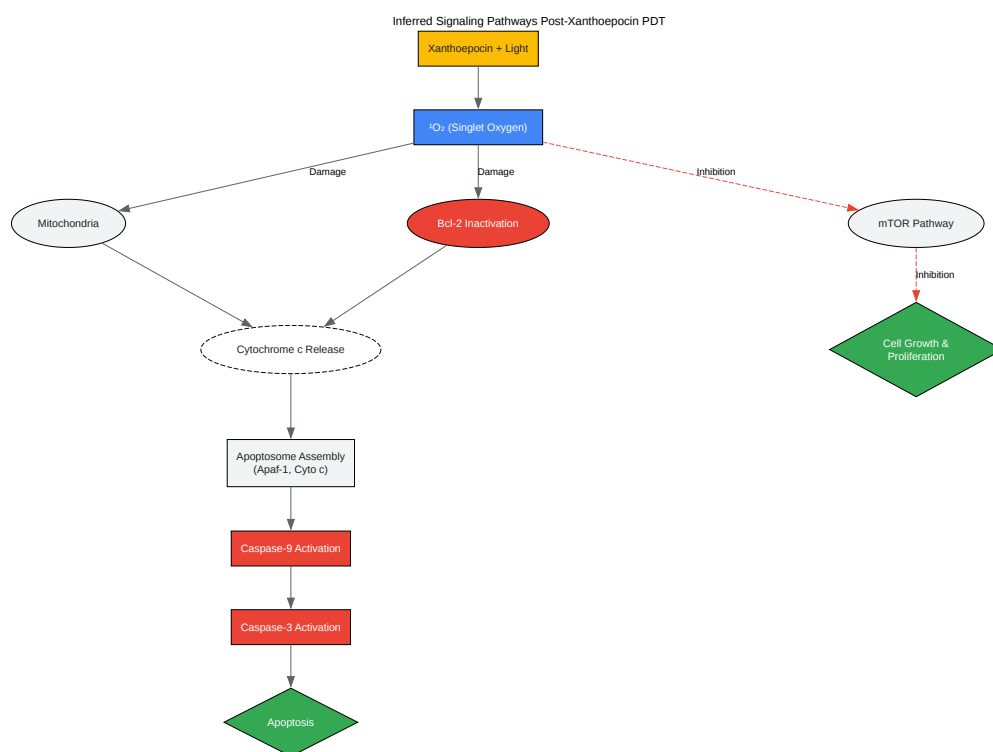 Inferred Signaling Pathways Post-Xanthoepocin PDT
Xanthoepocin + Light
¹O₂ (Singlet Oxygen)
Damage
Damage
Inhibition
Mitochondria
Bcl-2 Inactivation
mTOR Pathway
Inhibition
Cytochrome c Release
Cell Growth &
Proliferation
Apoptosome Assembly
(Apaf-1, Cyto c)
Caspase-9 Activation
Caspase-3 Activation
Apoptosis